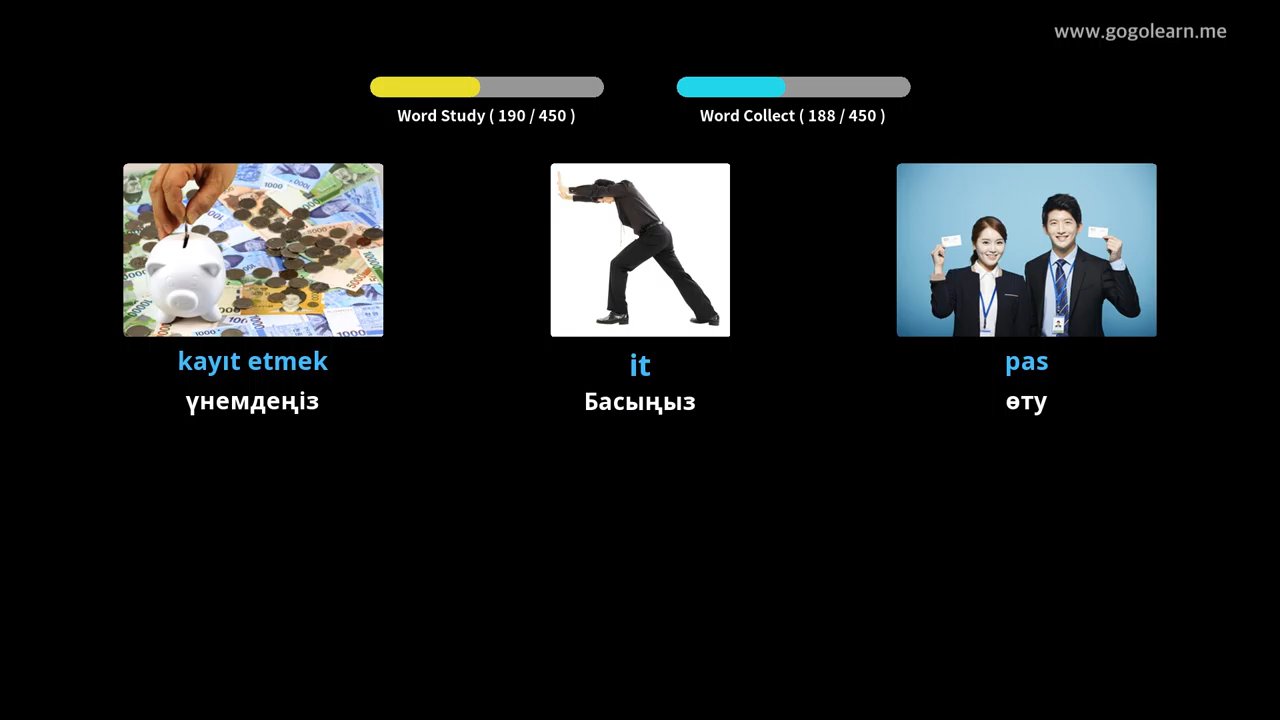 www.gogolearn.me
Word Study ( 190 / 450 )
Word Collect ( 188 / 450 )
kayıt etmek
үнемдеңіз
it
Басыңыз
pas
өту